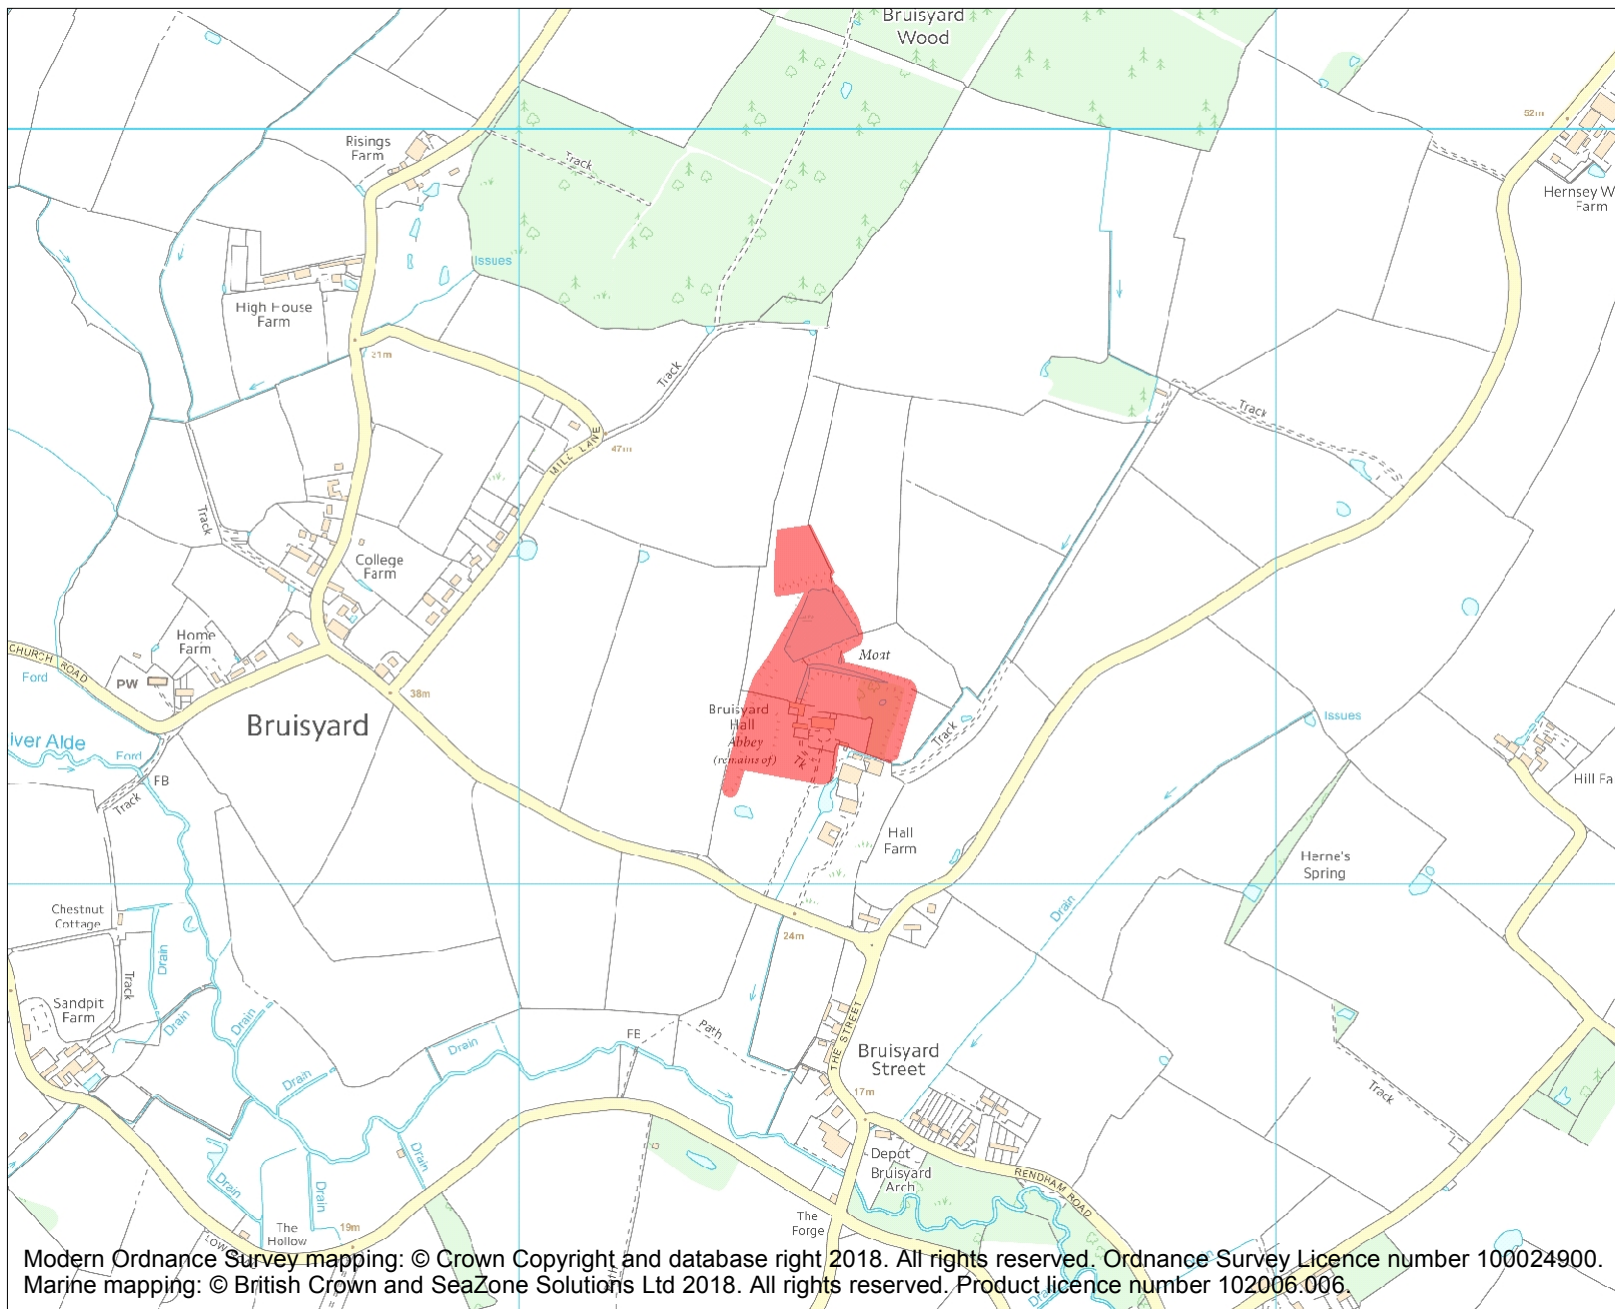 Bruisyard
Wood
52m
Risings
Farm
Track
Hernsey W
Farm
Issues
High House
Farm
21m
Track
Track
MILL LANE
47m
Track
College
Farm
Home
Farm
Moat
CHURCH ROAD
Ford
PW
38m
Bruisyard
Hall
Abbey
(remains of)
Tk
Track
Issues
Bruisyard
iver Alde
Ford
FB
Track
Hill Fa
Hall
Farm
Herne's
Spring
Chestnut
Cottage
Drain
Drain
24m
Track
Sandpit
Farm
Drain
Drain
Drain
FB
Path
THE STREET
Bruisyard
Street
Drain
17m
Track
Depot
Bruisyard
Arch
RENDHAM ROAD
Drain
Drain
Drain
The
Hollow
19m
The
Forge
Drain
Modern Ordnance Survey mapping: © Crown Copyright and database right 2018. All rights reserved. Ordnance Survey Licence number 100024900.
Marine mapping: © British Crown and SeaZone Solutions Ltd 2018. All rights reserved. Product licence number 102006.006.